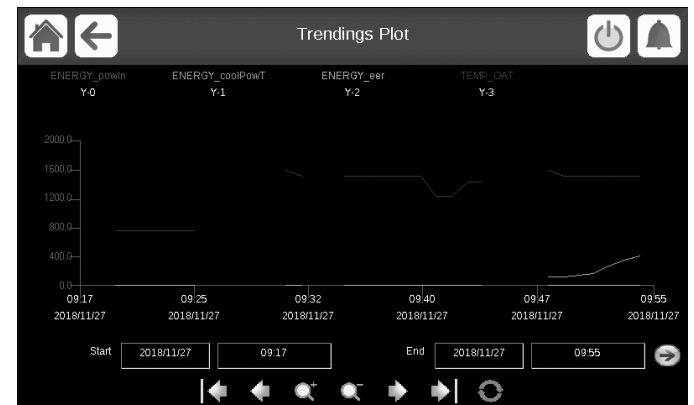 Trendings Plot
ENERGY_powIn ENERGY_coolPowT ENERGY_eer TEMP_OAT
Y-0 Y-1 Y-2 Y-3
2000.0
1600.0
1200.0
800.0
400.0
0.0
09:17 09:25 09:32 09:40 09:47 09:55
2018/11/27 2018/11/27 2018/11/27 2018/11/27 2018/11/27 2018/11/27
Start 2018/11/27 09:17 End 2018/11/27 09:55